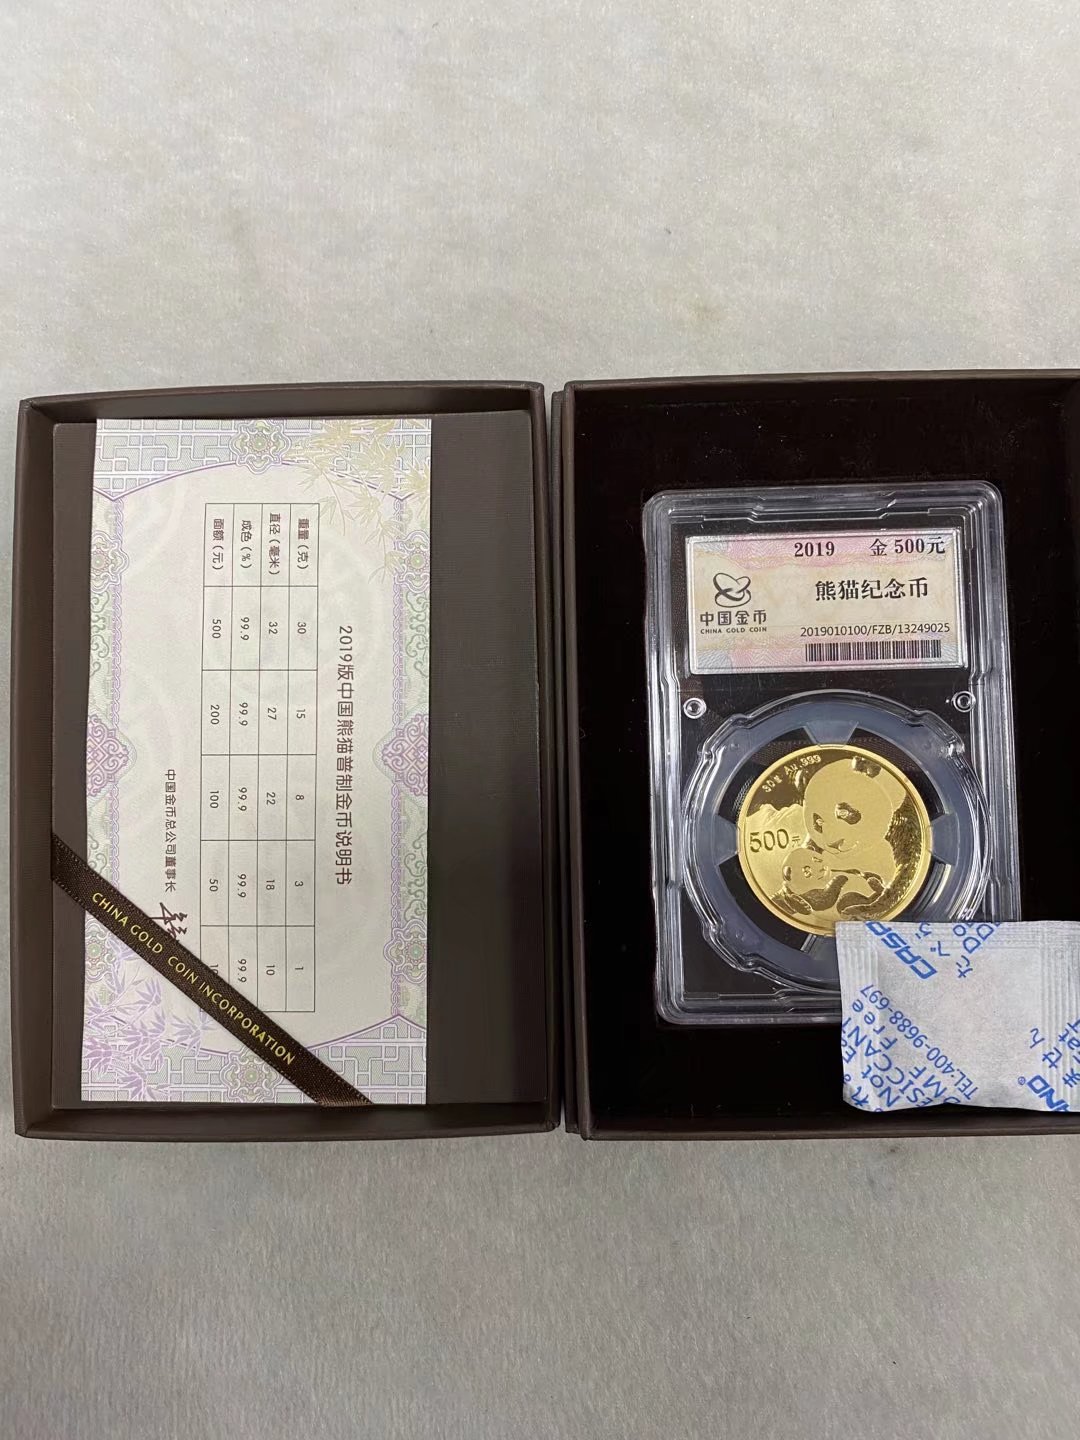 2019版中国熊猫普制金币说明书
重量（克） 30 15 8 3 1
直径（毫米） 32 27 22 18 10
成色（%） 99.9 99.9 99.9 99.9 99.9
面额（元） 500 200 100 50 10
中国金币总公司董事长
CHINA GOLD COIN INCORPORATION
2019 金 500元
熊猫纪念币
中国金币
CHINA GOLD COIN
2019010100/FZB/13249025
30g Au.999
500元
TEL:400-9688-697